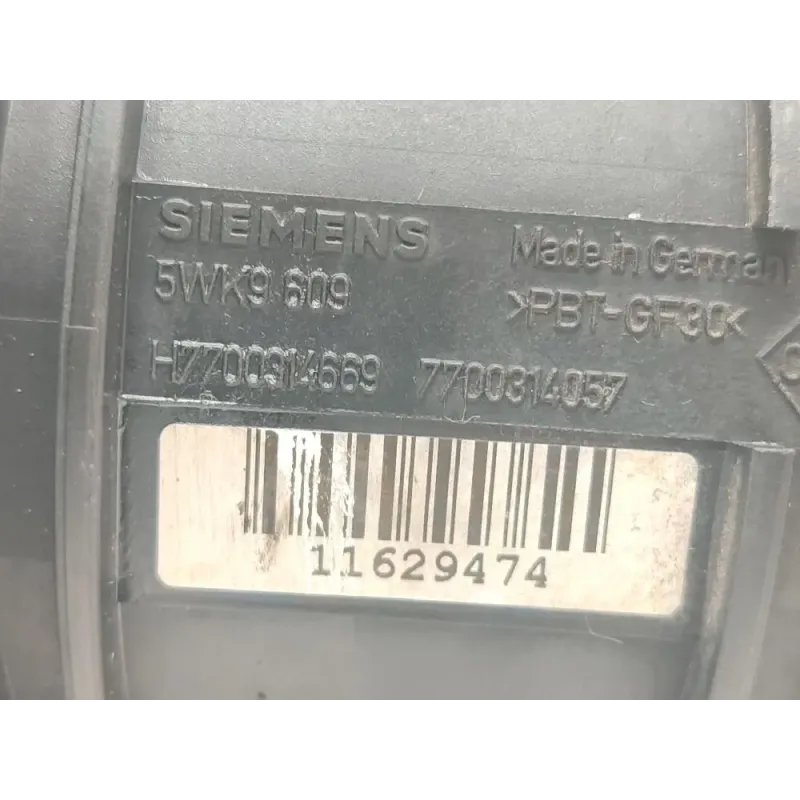 SIEMENS
Made in German
5WK9 609
>PBT-GF30<
H7700314669 7700314057
11629474